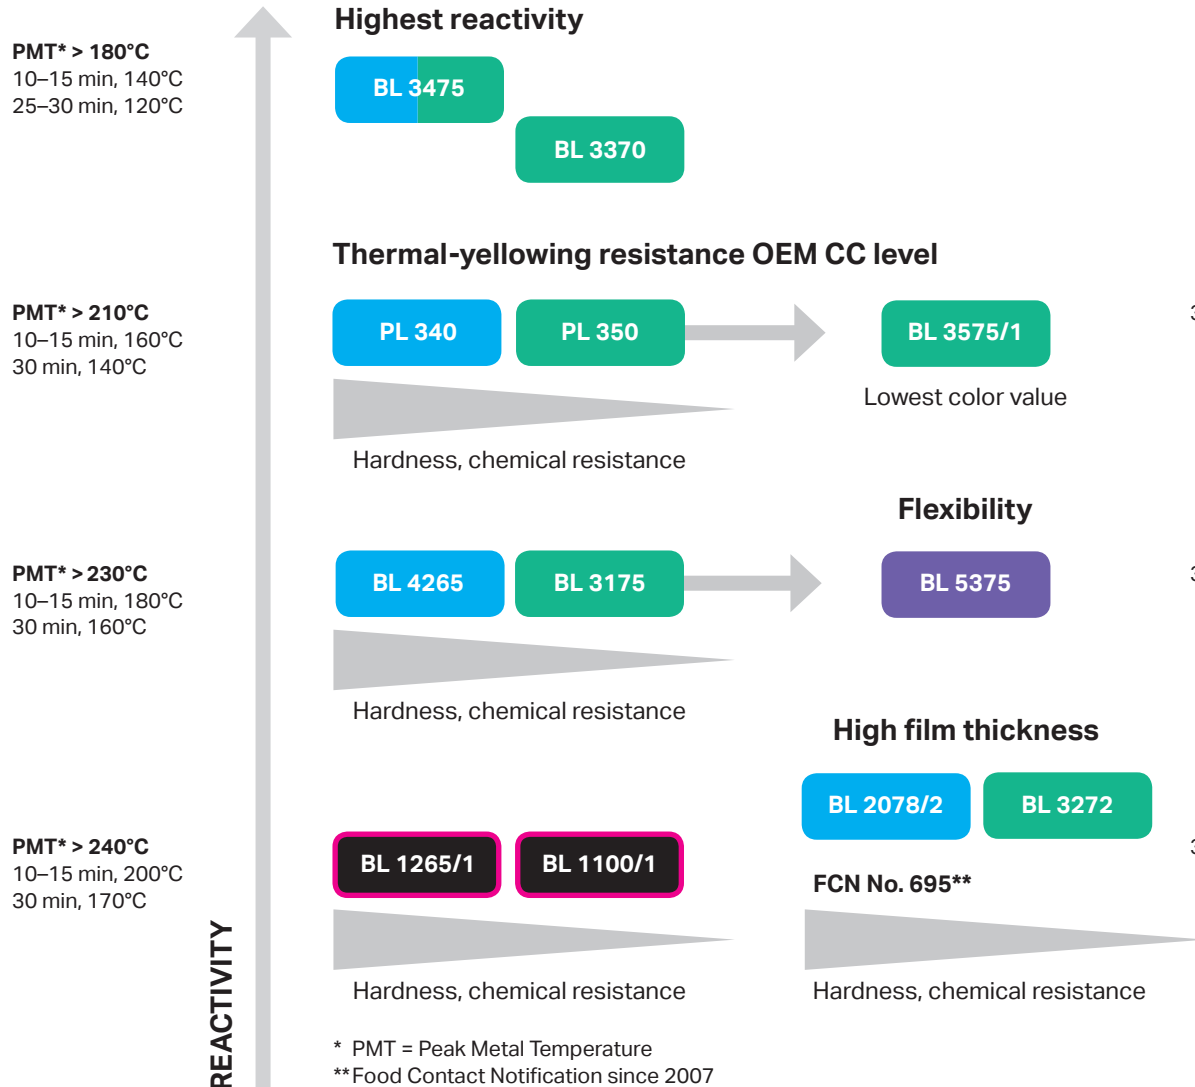 Highest reactivity
PMT* > 180°C
10–15 min, 140°C
25–30 min, 120°C
BL 3475
BL 3370
Thermal-yellowing resistance OEM CC level
PMT* > 210°C
10–15 min, 160°C
30 min, 140°C
PL 340
PL 350
BL 3575/1
3
Lowest color value
Hardness, chemical resistance
Flexibility
PMT* > 230°C
10–15 min, 180°C
30 min, 160°C
BL 4265
BL 3175
BL 5375
3
Hardness, chemical resistance
High film thickness
BL 2078/2
BL 3272
PMT* > 240°C
10–15 min, 200°C
30 min, 170°C
BL 1265/1
BL 1100/1
3
FCN No. 695**
Hardness, chemical resistance
Hardness, chemical resistance
REACTIVITY
* PMT = Peak Metal Temperature
**Food Contact Notification since 2007